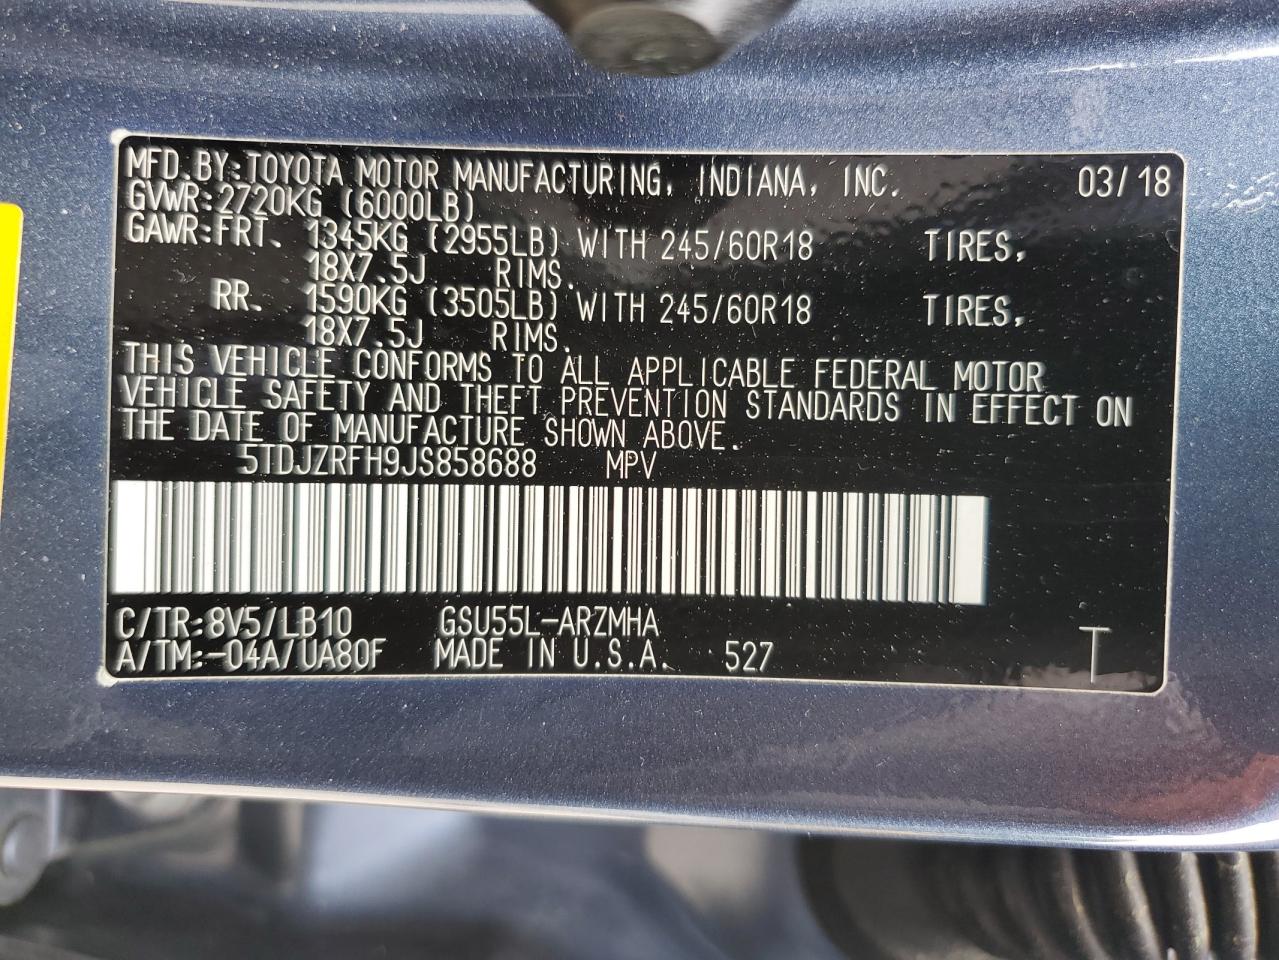 MFD.BY:TOYOTA MOTOR MANUFACTURING, INDIANA, INC. 03/18
GVWR:2720KG (6000LB)
GAWR:FRT. 1345KG (2955LB) WITH 245/60R18 TIRES,
18X7.5J RIMS.
RR. 1590KG (3505LB) WITH 245/60R18 TIRES,
18X7.5J RIMS.
THIS VEHICLE CONFORMS TO ALL APPLICABLE FEDERAL MOTOR
VEHICLE SAFETY AND THEFT PREVENTION STANDARDS IN EFFECT ON
THE DATE OF MANUFACTURE SHOWN ABOVE.
5TDJZRFH9JS858688 MPV
C/TR:8V5/LB10 GSU55L-ARZMHA
A/TM:-04A/UA80F MADE IN U.S.A. 527 T